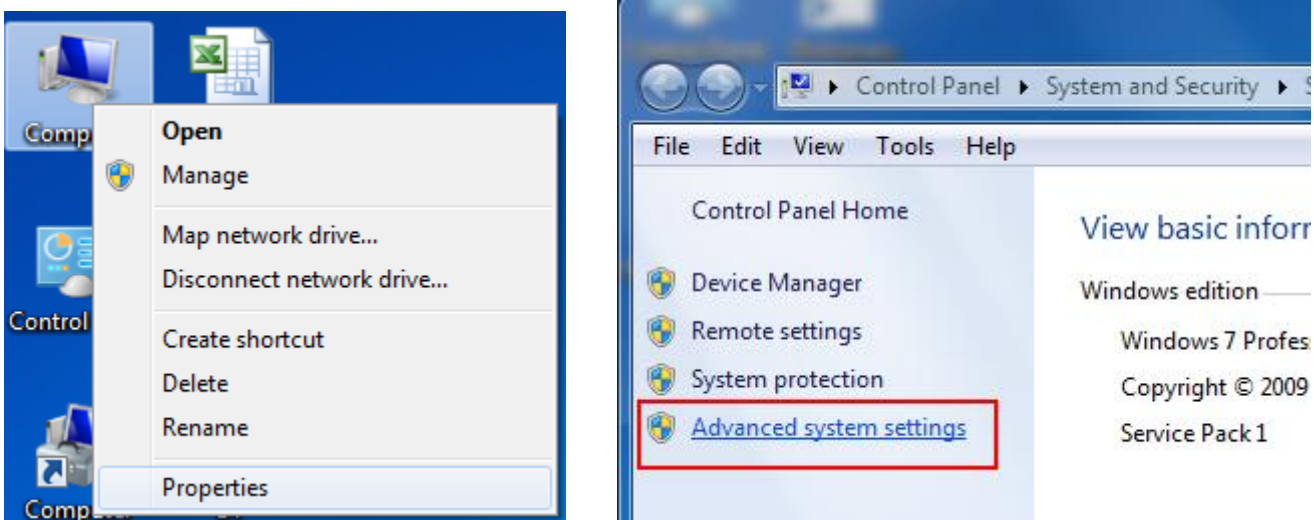 Comp
Open
Manage
Map network drive...
Disconnect network drive...
Control
Create shortcut
Delete
Rename
Properties
Control Panel ▸ System and Security ▸
File Edit View Tools Help
Control Panel Home
Device Manager
Remote settings
System protection
Advanced system settings
View basic infor
Windows edition
Windows 7 Profes
Copyright © 2009
Service Pack 1